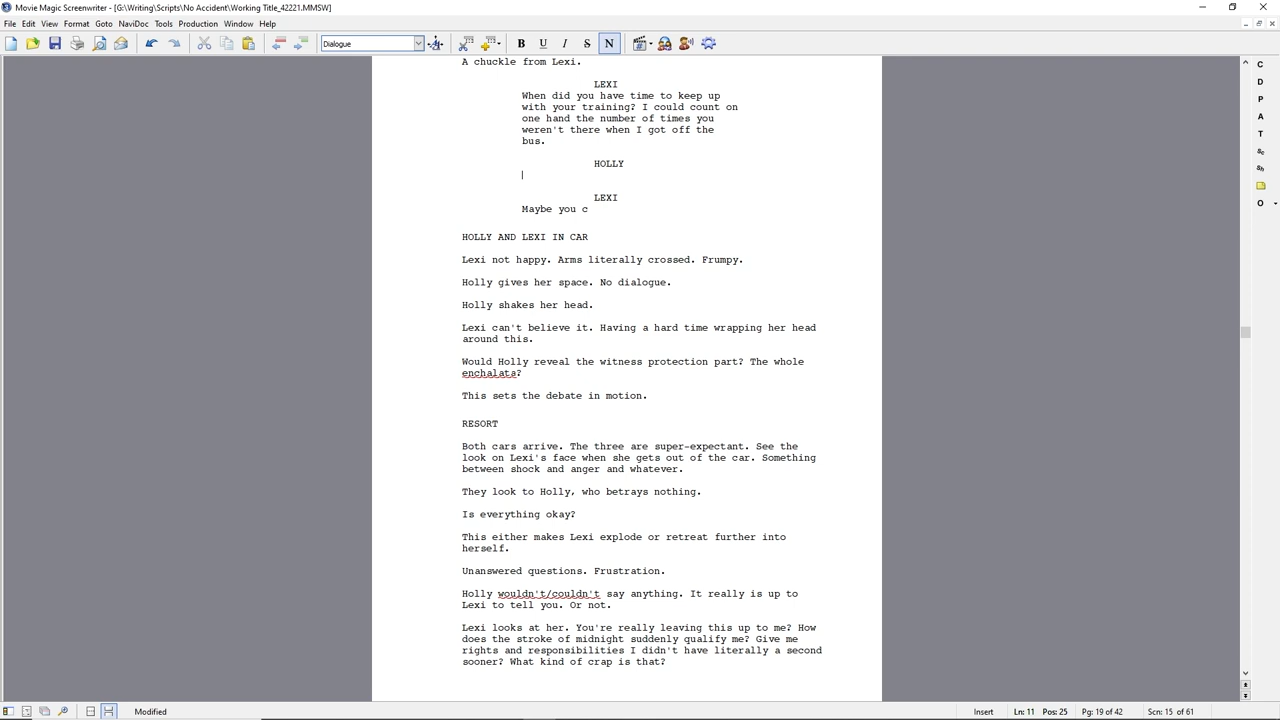 Movie Magic Screenwriter - [G:\Writing\Scripts\No Accident\Working Title_42221.MMSW]
File Edit View Format Goto NaviDoc Tools Production Window Help
Dialogue B U I S N
A chuckle from Lexi.
LEXI
When did you have time to keep up
with your training? I could count on
one hand the number of times you
weren't there when I got off the
bus.
HOLLY
LEXI
Maybe you c
HOLLY AND LEXI IN CAR
Lexi not happy. Arms literally crossed. Frumpy.
Holly gives her space. No dialogue.
Holly shakes her head.
Lexi can't believe it. Having a hard time wrapping her head
around this.
Would Holly reveal the witness protection part? The whole
enchalata?
This sets the debate in motion.
RESORT
Both cars arrive. The three are super-expectant. See the
look on Lexi's face when she gets out of the car. Something
between shock and anger and whatever.
They look to Holly, who betrays nothing.
Is everything okay?
This either makes Lexi explode or retreat further into
herself.
Unanswered questions. Frustration.
Holly wouldn't/couldn't say anything. It really is up to
Lexi to tell you. Or not.
Lexi looks at her. You're really leaving this up to me? How
does the stroke of midnight suddenly qualify me? Give me
rights and responsibilities I didn't have literally a second
sooner? What kind of crap is that?
C
D
P
A
T
Sc
Sh
O
Modified Insert Ln: 11 Pos: 25 Pg: 19 of 42 Scn: 15 of 61